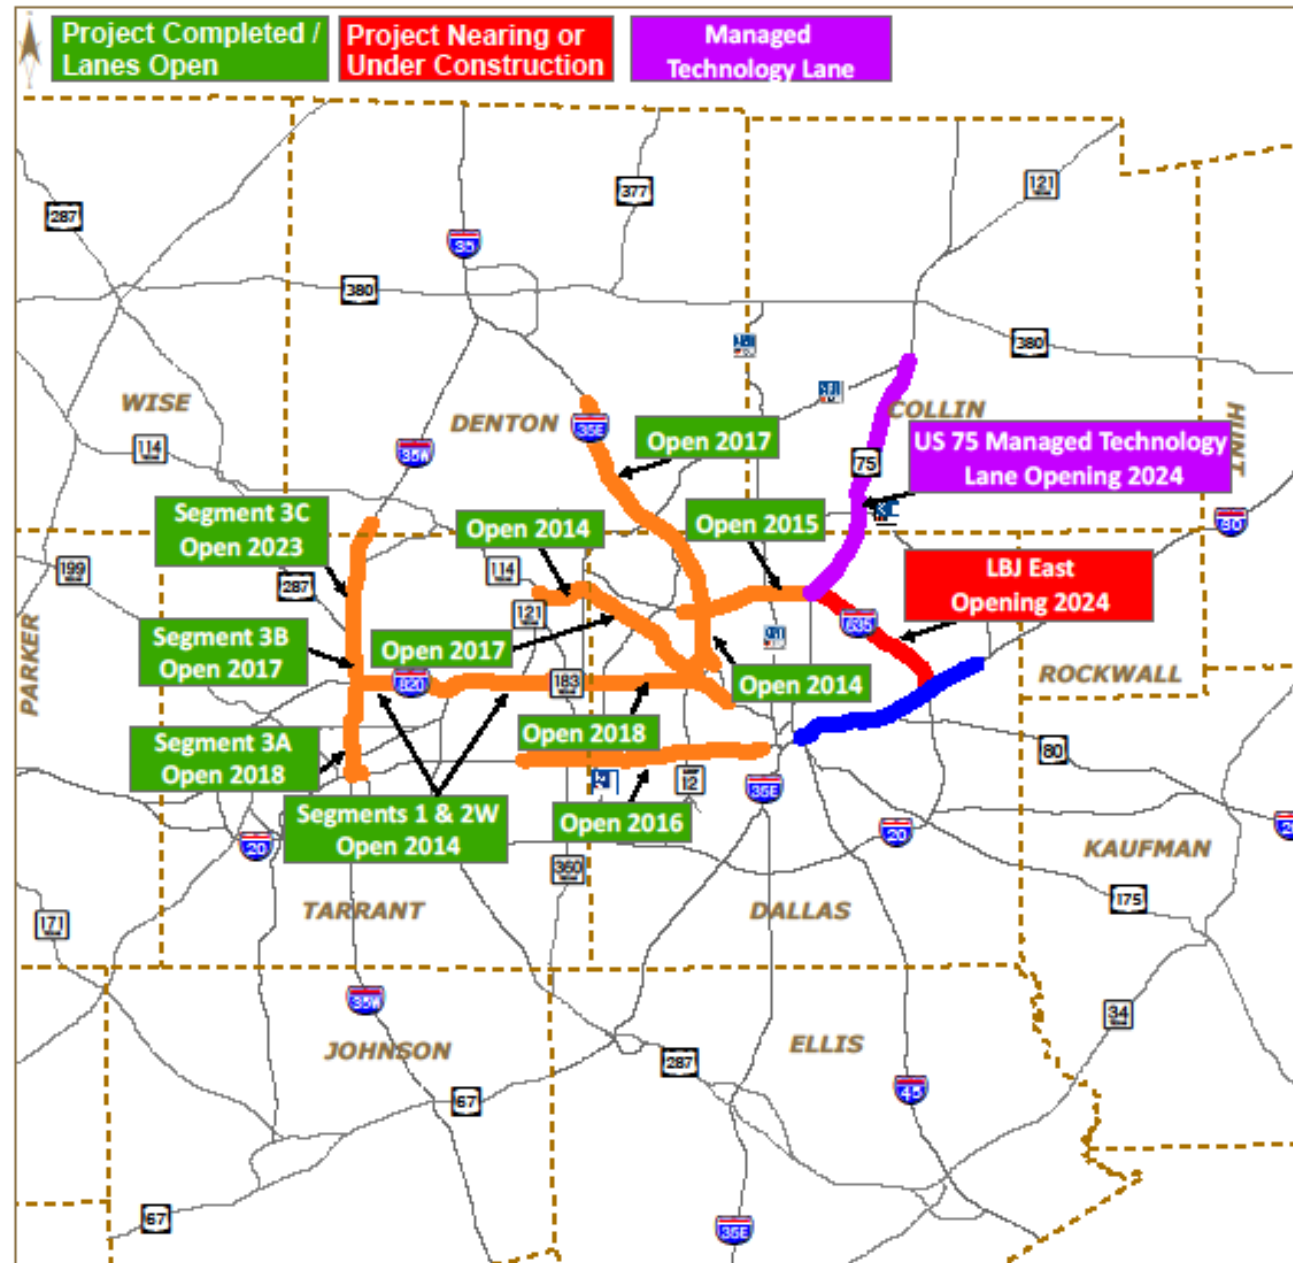 Project Completed /
Lanes Open
Project Nearing or
Under Construction
Managed
Technology Lane
121
377
287
35
380
380
WISE
DENTON
COLLIN
HUNT
35E
Open 2017
US 75 Managed Technology
Lane Opening 2024
114
35W
75
Segment 3C
Open 2023
Open 2014
Open 2015
80
199
287
114
LBJ East
Opening 2024
121
635
Segment 3B
Open 2017
Open 2017
PARKER
820
183
Open 2014
ROCKWALL
Segment 3A
Open 2018
Open 2018
80
12
35E
Segments 1 & 2W
Open 2014
Open 2016
20
20
KAUFMAN
360
175
171
TARRANT
DALLAS
35W
34
JOHNSON
ELLIS
287
67
45
67
35E